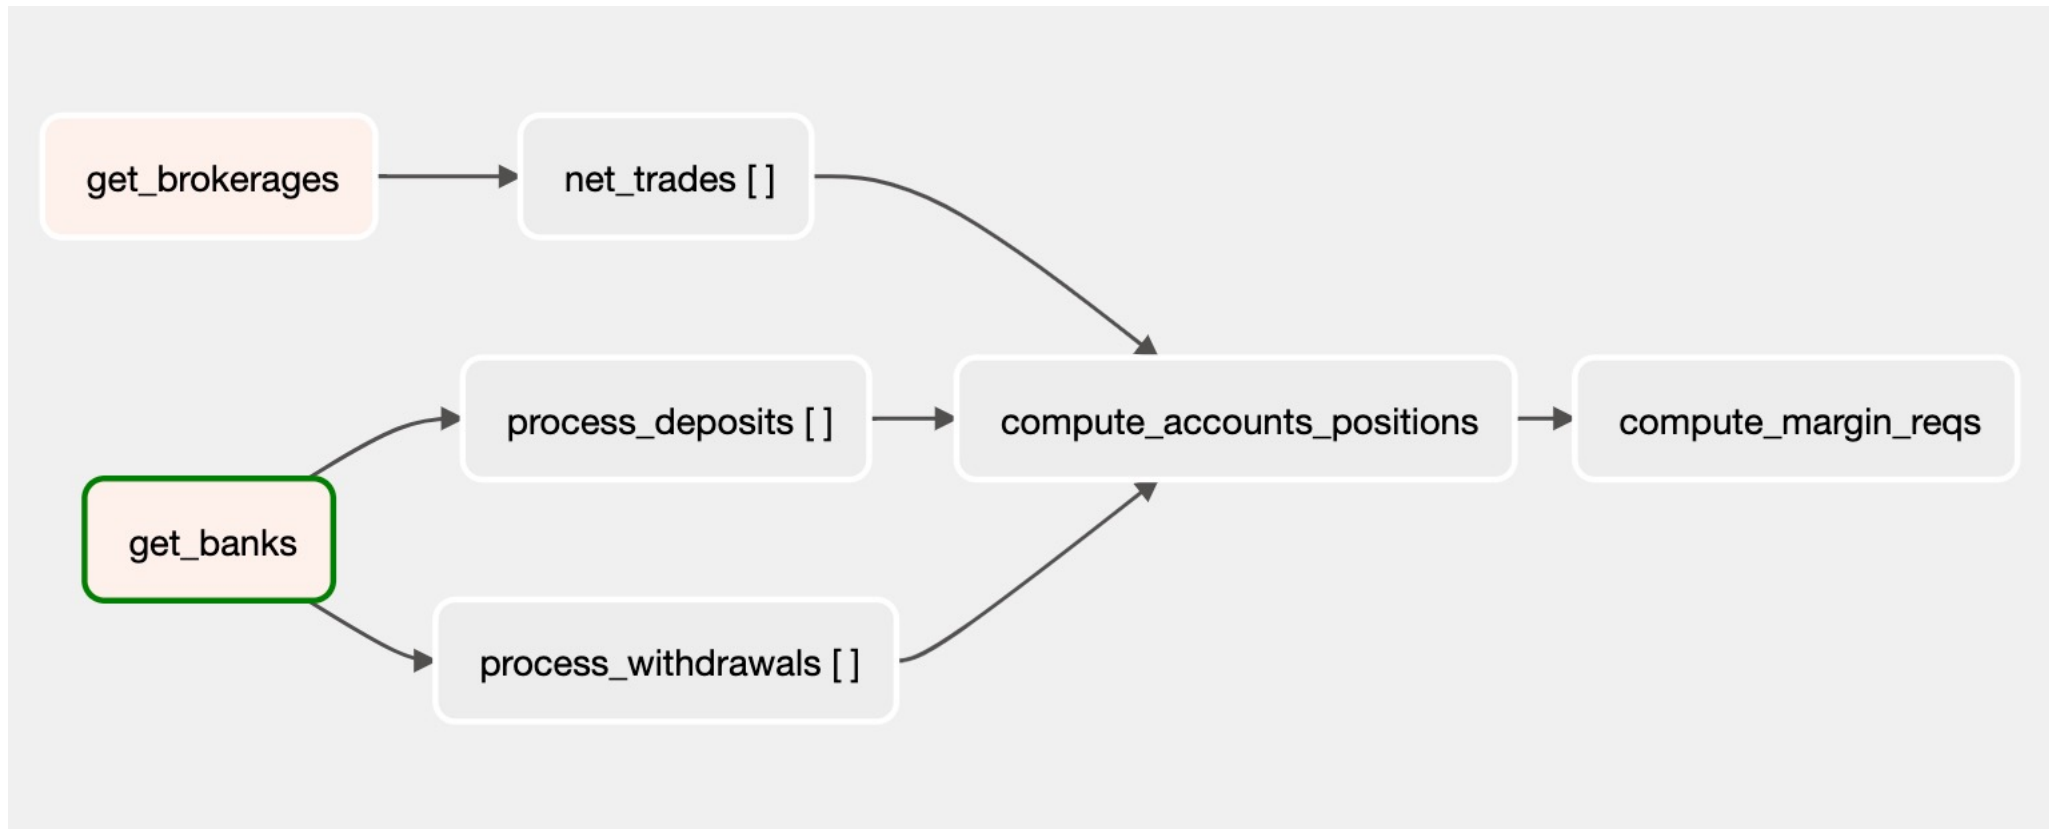 get_brokerages
net_trades [ ]
process_deposits [ ]
compute_accounts_positions
compute_margin_reqs
get_banks
process_withdrawals [ ]